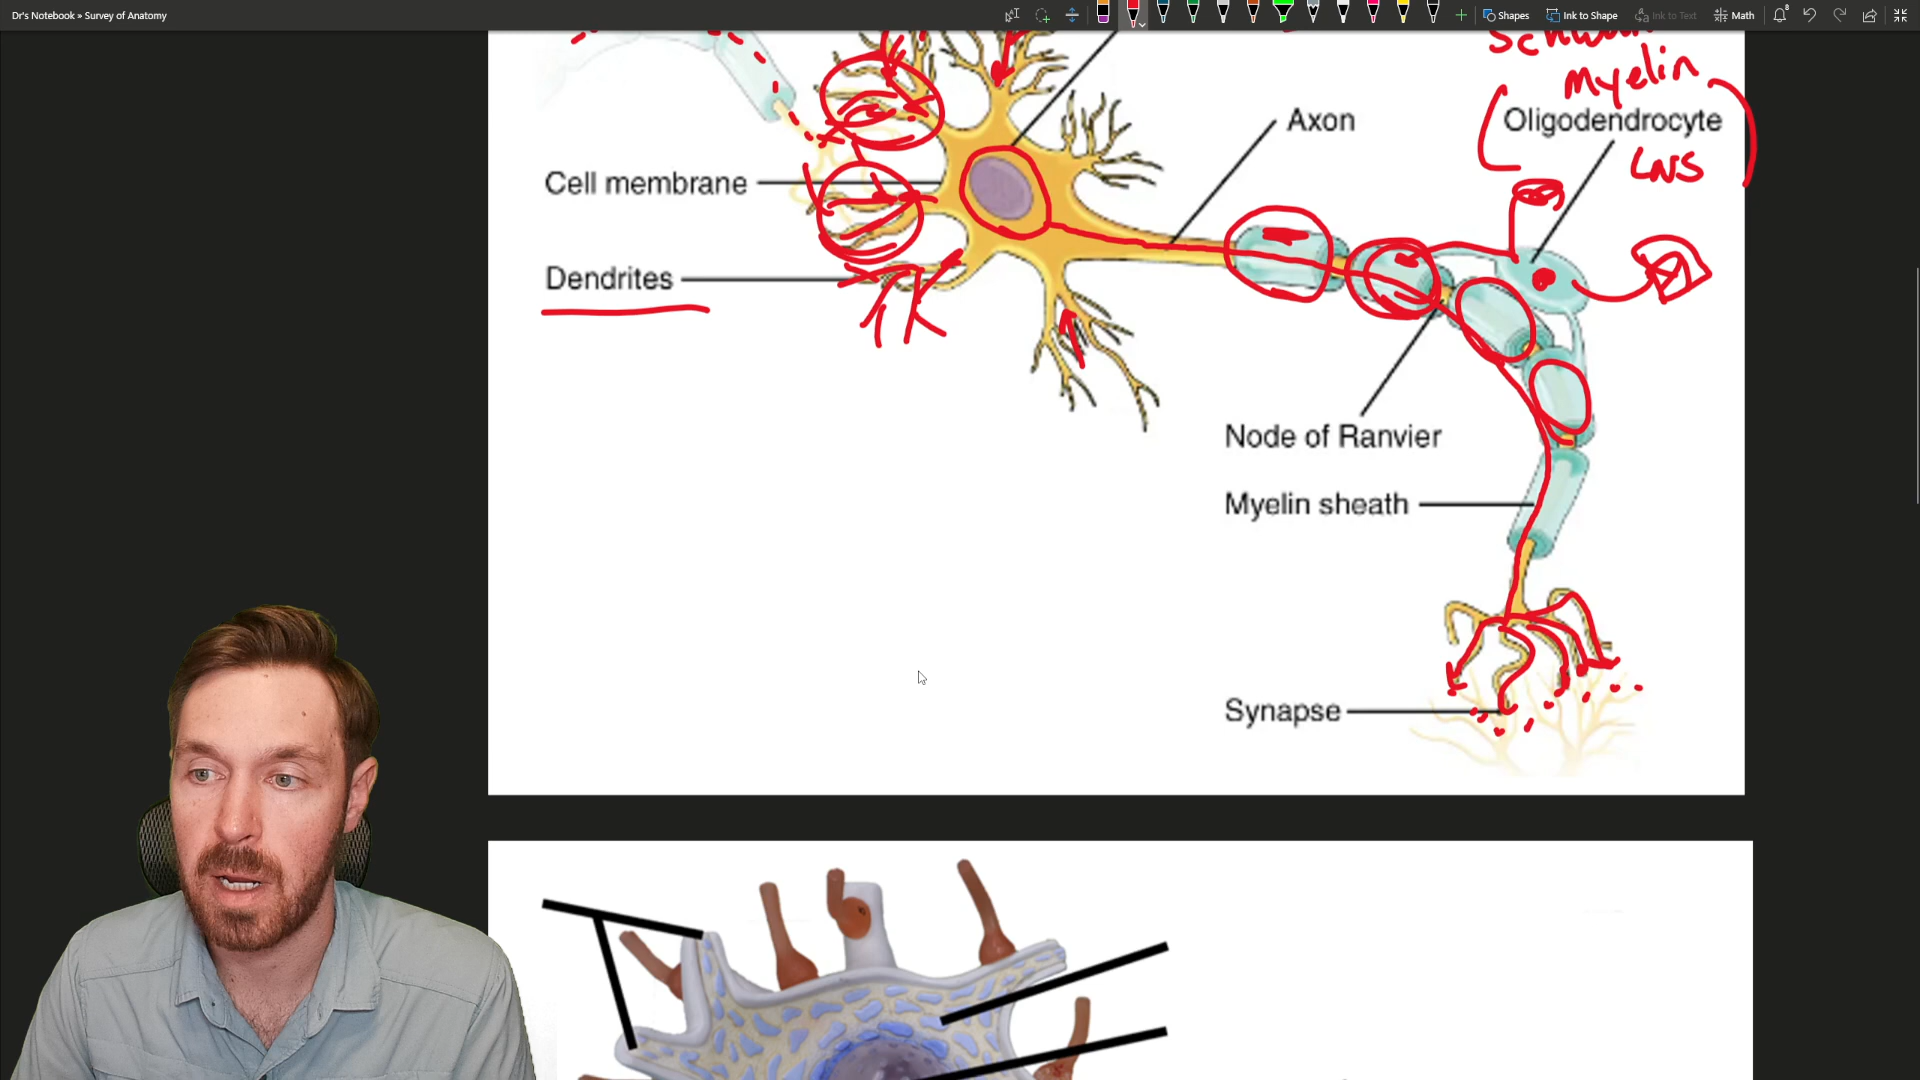 Dr's Notebook » Survey of Anatomy
Shapes
Ink to Shape
Ink to Text
Math
myelin
Axon
Oligodendrocyte
CNS
Cell membrane
Dendrites
Node of Ranvier
Myelin sheath
Synapse